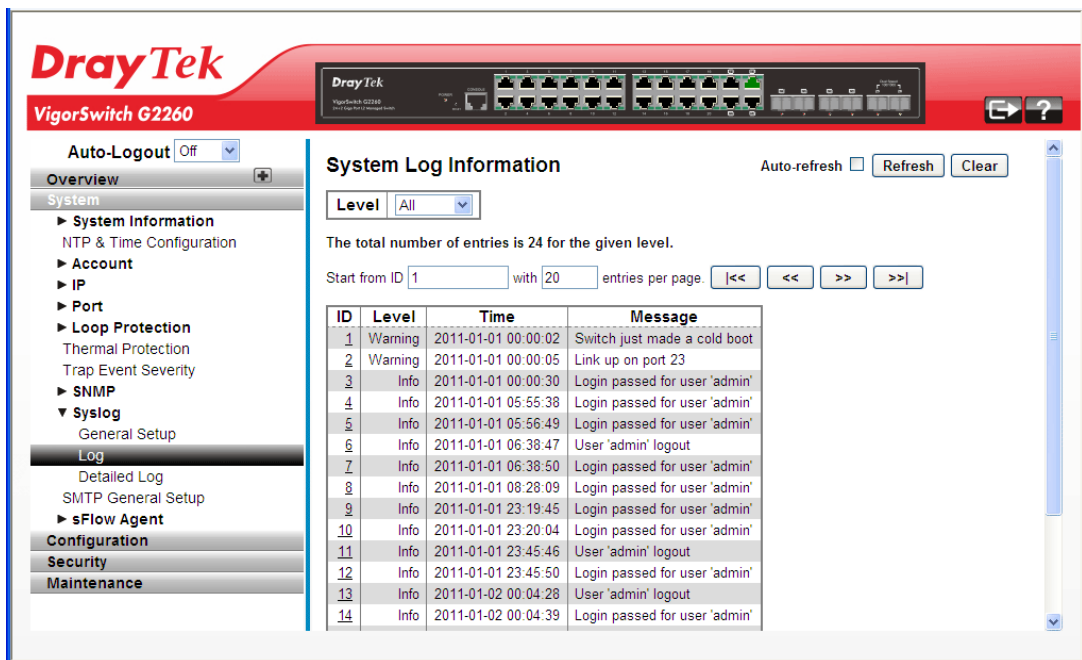 DrayTek
VigorSwitch G2260
DrayTek
VigorSwitch G2260
CONSOLE
Auto-Logout Off
Overview
System
System Information
NTP & Time Configuration
Account
IP
Port
Loop Protection
Thermal Protection
Trap Event Severity
SNMP
Syslog
General Setup
Log
Detailed Log
SMTP General Setup
sFlow Agent
Configuration
Security
Maintenance
System Log Information
Auto-refresh Refresh Clear
Level All
The total number of entries is 24 for the given level.
Start from ID 1 with 20 entries per page. |<< << >> >>|
ID Level Time Message
1 Warning 2011-01-01 00:00:02 Switch just made a cold boot
2 Warning 2011-01-01 00:00:05 Link up on port 23
3 Info 2011-01-01 00:00:30 Login passed for user 'admin'
4 Info 2011-01-01 05:55:38 Login passed for user 'admin'
5 Info 2011-01-01 05:56:49 Login passed for user 'admin'
6 Info 2011-01-01 06:38:47 User 'admin' logout
7 Info 2011-01-01 06:38:50 Login passed for user 'admin'
8 Info 2011-01-01 08:28:09 Login passed for user 'admin'
9 Info 2011-01-01 23:19:45 Login passed for user 'admin'
10 Info 2011-01-01 23:20:04 Login passed for user 'admin'
11 Info 2011-01-01 23:45:46 User 'admin' logout
12 Info 2011-01-01 23:45:50 Login passed for user 'admin'
13 Info 2011-01-02 00:04:28 User 'admin' logout
14 Info 2011-01-02 00:04:39 Login passed for user 'admin'